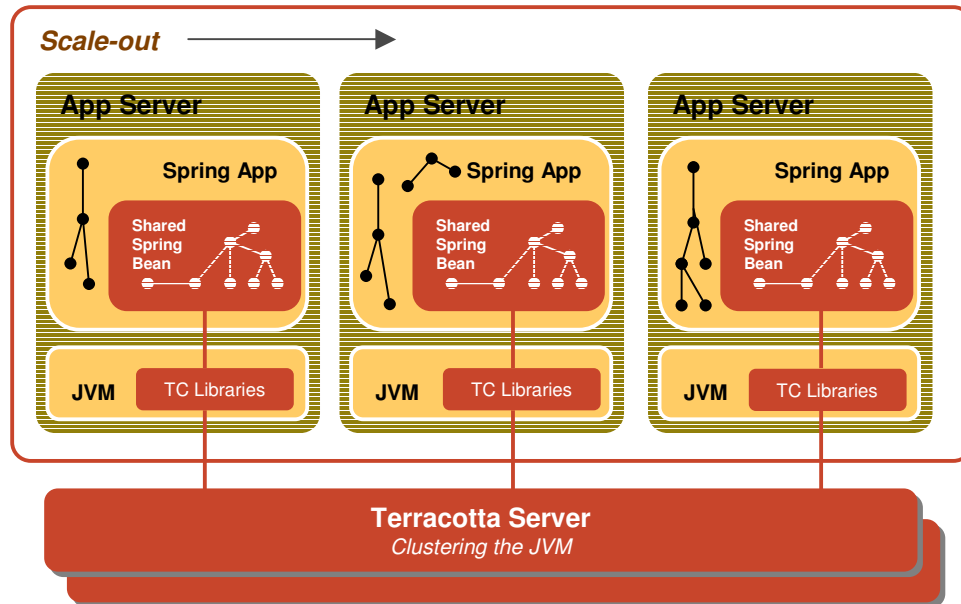 Scale-out
App Server
App Server
App Server
Spring App
Spring App
Spring App
Shared
Spring
Bean
Shared
Spring
Bean
Shared
Spring
Bean
JVM
TC Libraries
JVM
TC Libraries
JVM
TC Libraries
Terracotta Server
Clustering the JVM